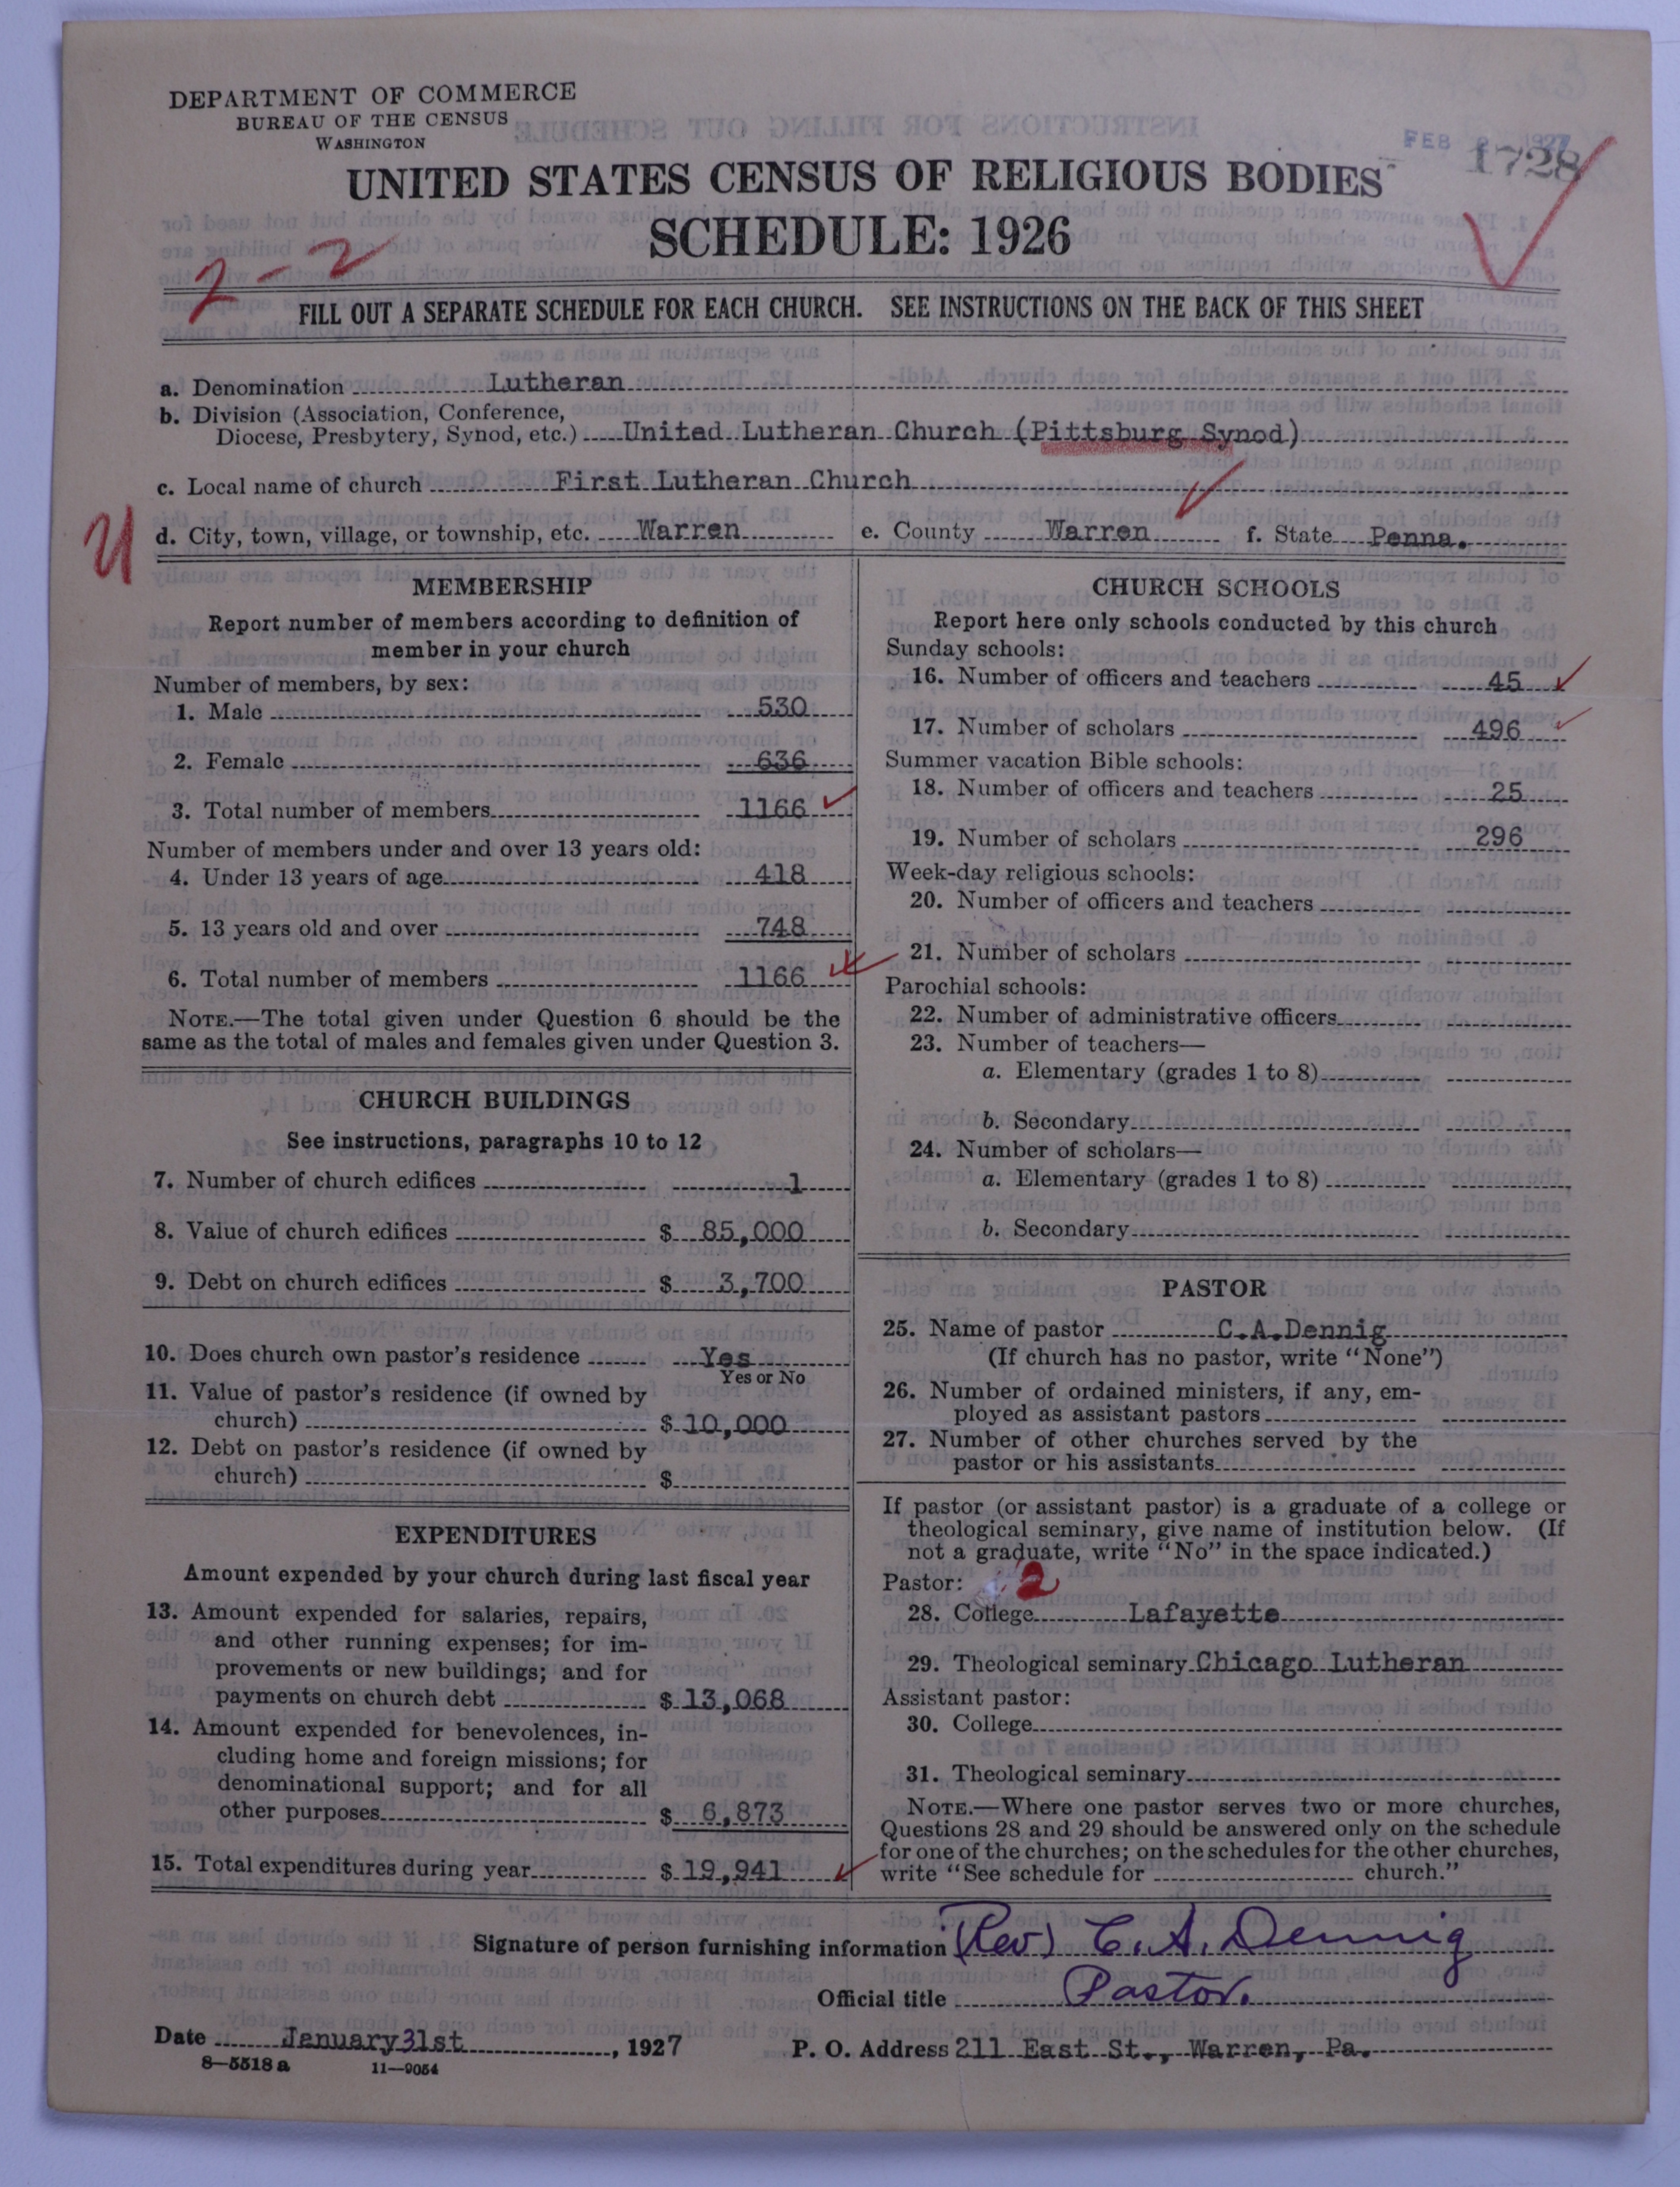 DEPARTMENT OF COMMERCE
BUREAU OF THE CENSUS
WASHINGTON
FEB 1927
1728
UNITED STATES CENSUS OF RELIGIOUS BODIES
SCHEDULE: 1926
2-2
FILL OUT A SEPARATE SCHEDULE FOR EACH CHURCH. SEE INSTRUCTIONS ON THE BACK OF THIS SHEET
a. Denomination Lutheran
b. Division (Association, Conference,
Diocese, Presbytery, Synod, etc.) United Lutheran Church (Pittsburg Synod)
c. Local name of church First Lutheran Church
d. City, town, village, or township, etc. Warren e. County Warren f. State Penna.
MEMBERSHIP
Report number of members according to definition of
member in your church
Number of members, by sex:
1. Male 530
2. Female 636
3. Total number of members 1166
Number of members under and over 13 years old:
4. Under 13 years of age 418
5. 13 years old and over 748
6. Total number of members 1166
NOTE.—The total given under Question 6 should be the
same as the total of males and females given under Question 3.
CHURCH BUILDINGS
See instructions, paragraphs 10 to 12
7. Number of church edifices 1
8. Value of church edifices $ 85,000
9. Debt on church edifices $ 3,700
10. Does church own pastor's residence Yes
Yes or No
11. Value of pastor's residence (if owned by
church) $ 10,000
12. Debt on pastor's residence (if owned by
church) $
EXPENDITURES
Amount expended by your church during last fiscal year
13. Amount expended for salaries, repairs,
and other running expenses; for im-
provements or new buildings; and for
payments on church debt $ 13,068
14. Amount expended for benevolences, in-
cluding home and foreign missions; for
denominational support; and for all
other purposes $ 6,873
15. Total expenditures during year $ 19,941
CHURCH SCHOOLS
Report here only schools conducted by this church
Sunday schools:
16. Number of officers and teachers 45
17. Number of scholars 496
Summer vacation Bible schools:
18. Number of officers and teachers 25
19. Number of scholars 296
Week-day religious schools:
20. Number of officers and teachers
21. Number of scholars
Parochial schools:
22. Number of administrative officers
23. Number of teachers—
a. Elementary (grades 1 to 8)
b. Secondary
24. Number of scholars—
a. Elementary (grades 1 to 8)
b. Secondary
PASTOR
25. Name of pastor C.A.Dennig
(If church has no pastor, write "None")
26. Number of ordained ministers, if any, em-
ployed as assistant pastors
27. Number of other churches served by the
pastor or his assistants
If pastor (or assistant pastor) is a graduate of a college or
theological seminary, give name of institution below. (If
not a graduate, write "No" in the space indicated.)
Pastor: 2
28. College Lafayette
29. Theological seminary Chicago Lutheran
Assistant pastor:
30. College
31. Theological seminary
NOTE.—Where one pastor serves two or more churches,
Questions 28 and 29 should be answered only on the schedule
for one of the churches; on the schedules for the other churches,
write "See schedule for church."
Signature of person furnishing information (Rev) C. A. Dennig
Official title Pastor.
Date January 31st, 1927 P. O. Address 211 East St., Warren, Pa.
8—5518 a 11—9054